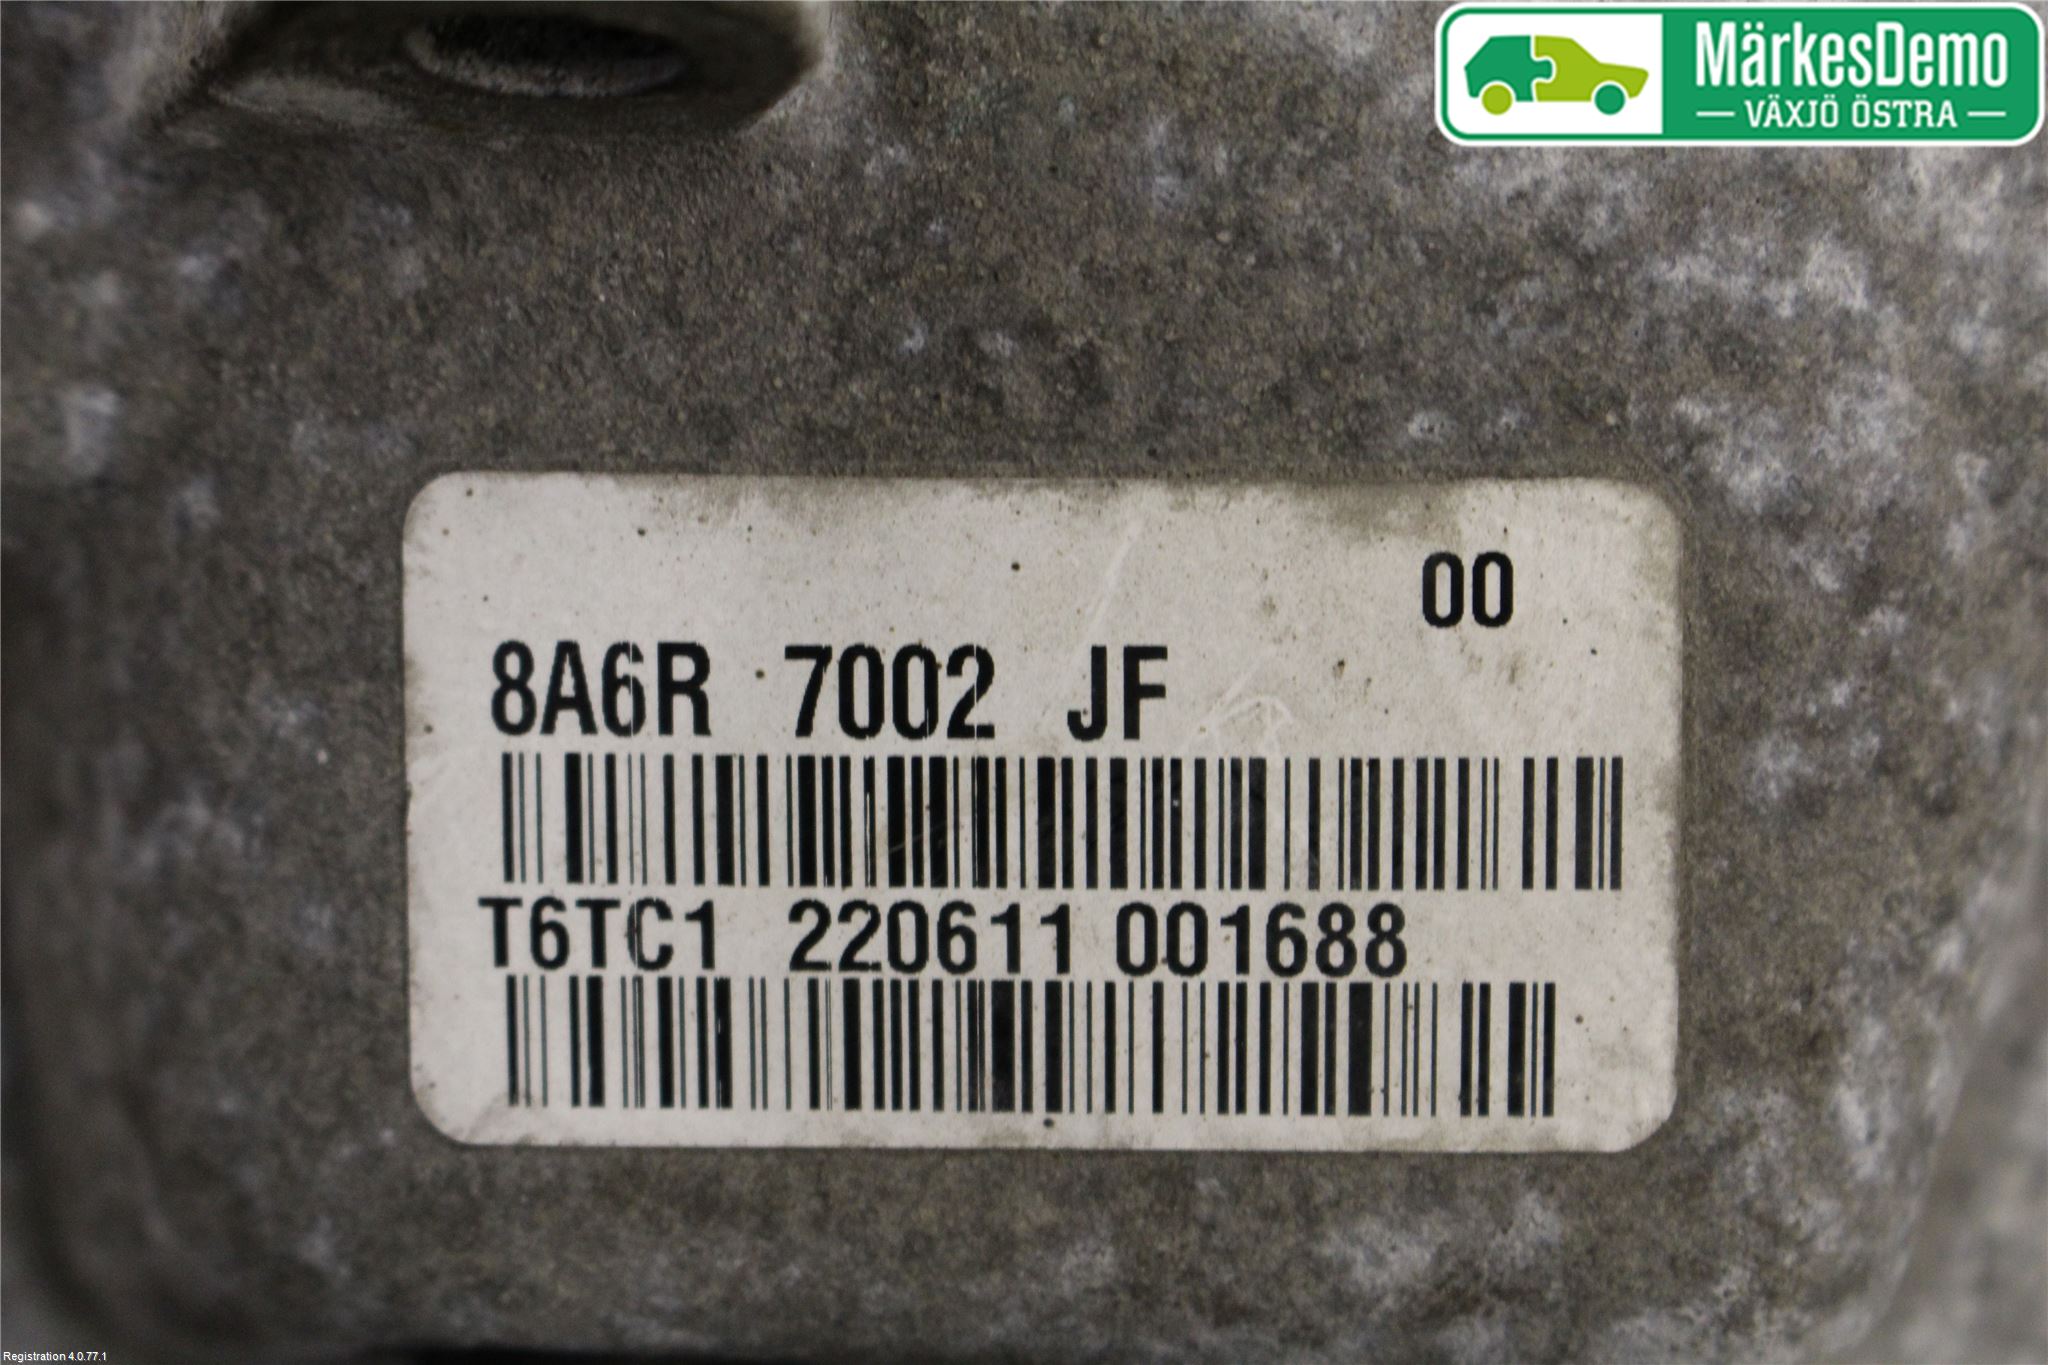 MärkesDemo
VÄXJÖ ÖSTRA
00
8A6R 7002 JF
T6TC1 220611 001688
Registration 4.0.77.1